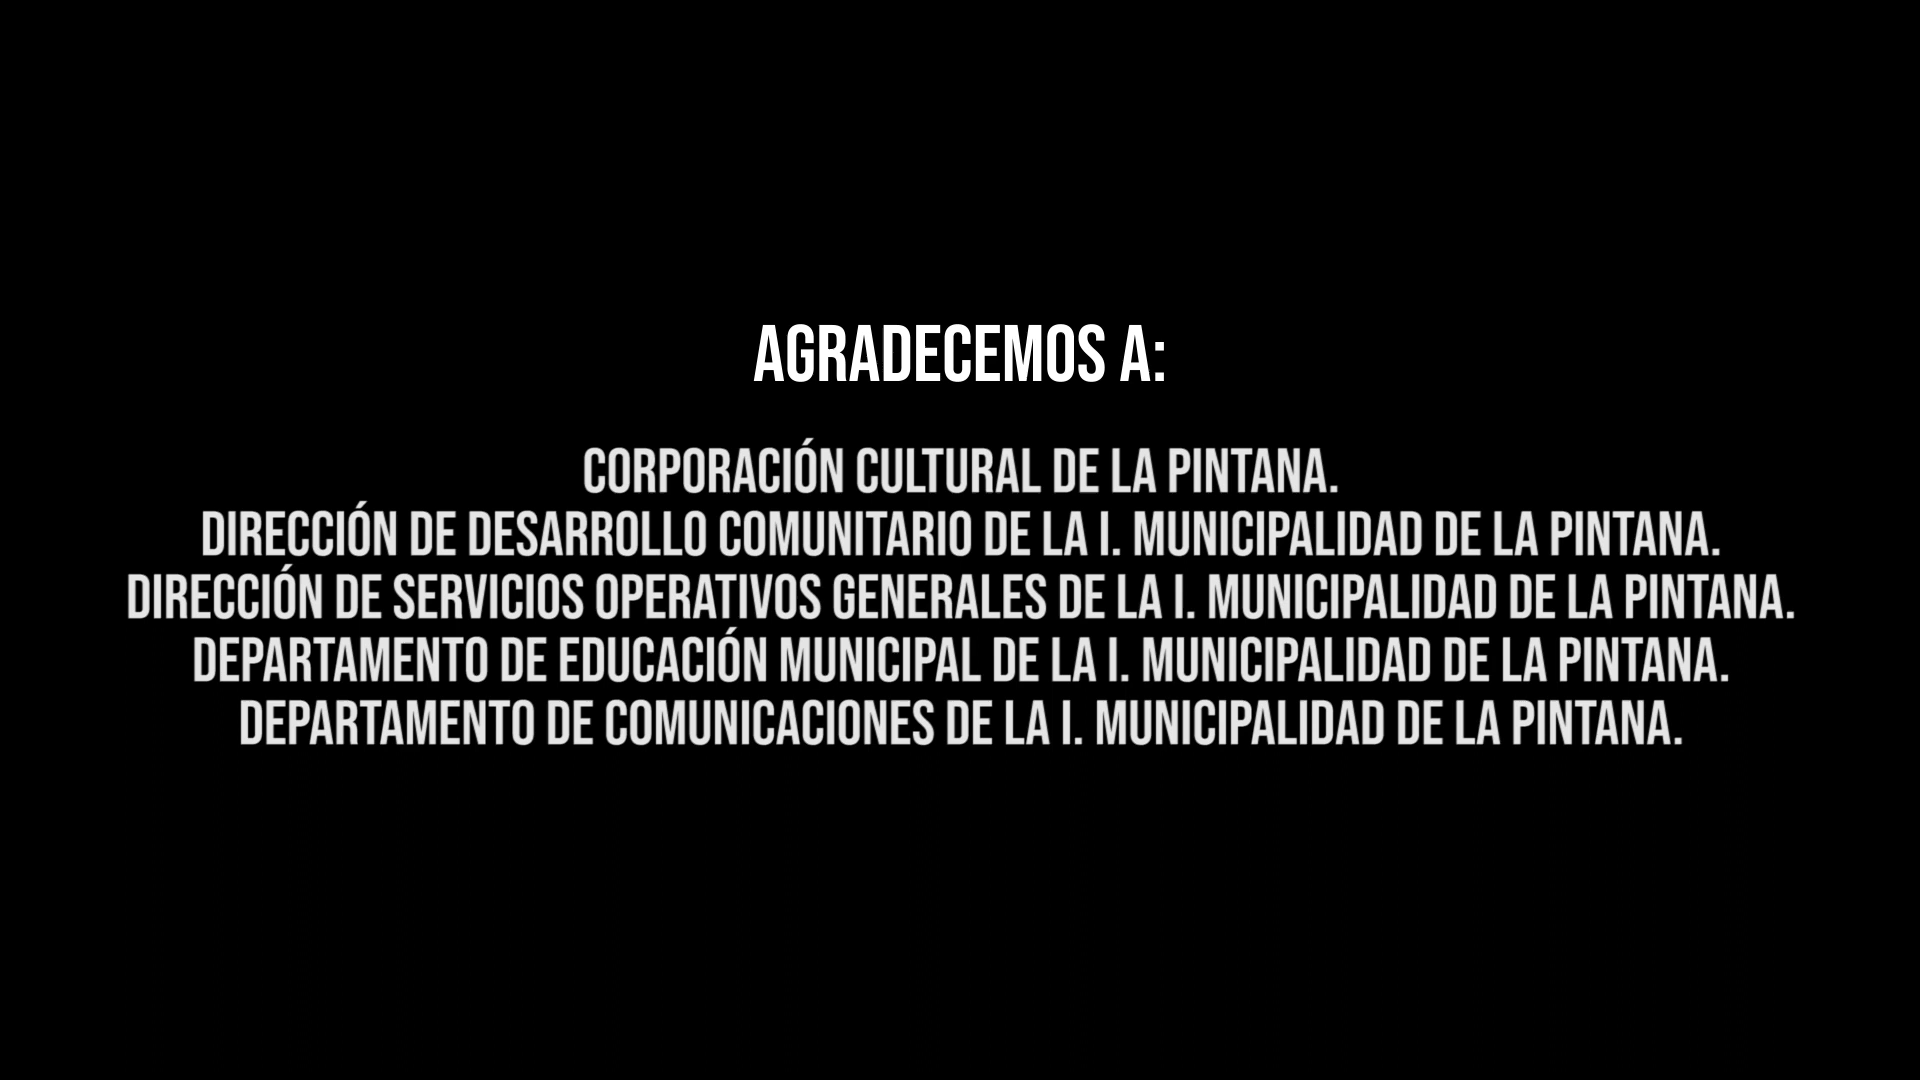 AGRADECEMOS A:
CORPORACIÓN CULTURAL DE LA PINTANA.
DIRECCIÓN DE DESARROLLO COMUNITARIO DE LA I. MUNICIPALIDAD DE LA PINTANA.
DIRECCIÓN DE SERVICIOS OPERATIVOS GENERALES DE LA I. MUNICIPALIDAD DE LA PINTANA.
DEPARTAMENTO DE EDUCACIÓN MUNICIPAL DE LA I. MUNICIPALIDAD DE LA PINTANA.
DEPARTAMENTO DE COMUNICACIONES DE LA I. MUNICIPALIDAD DE LA PINTANA.